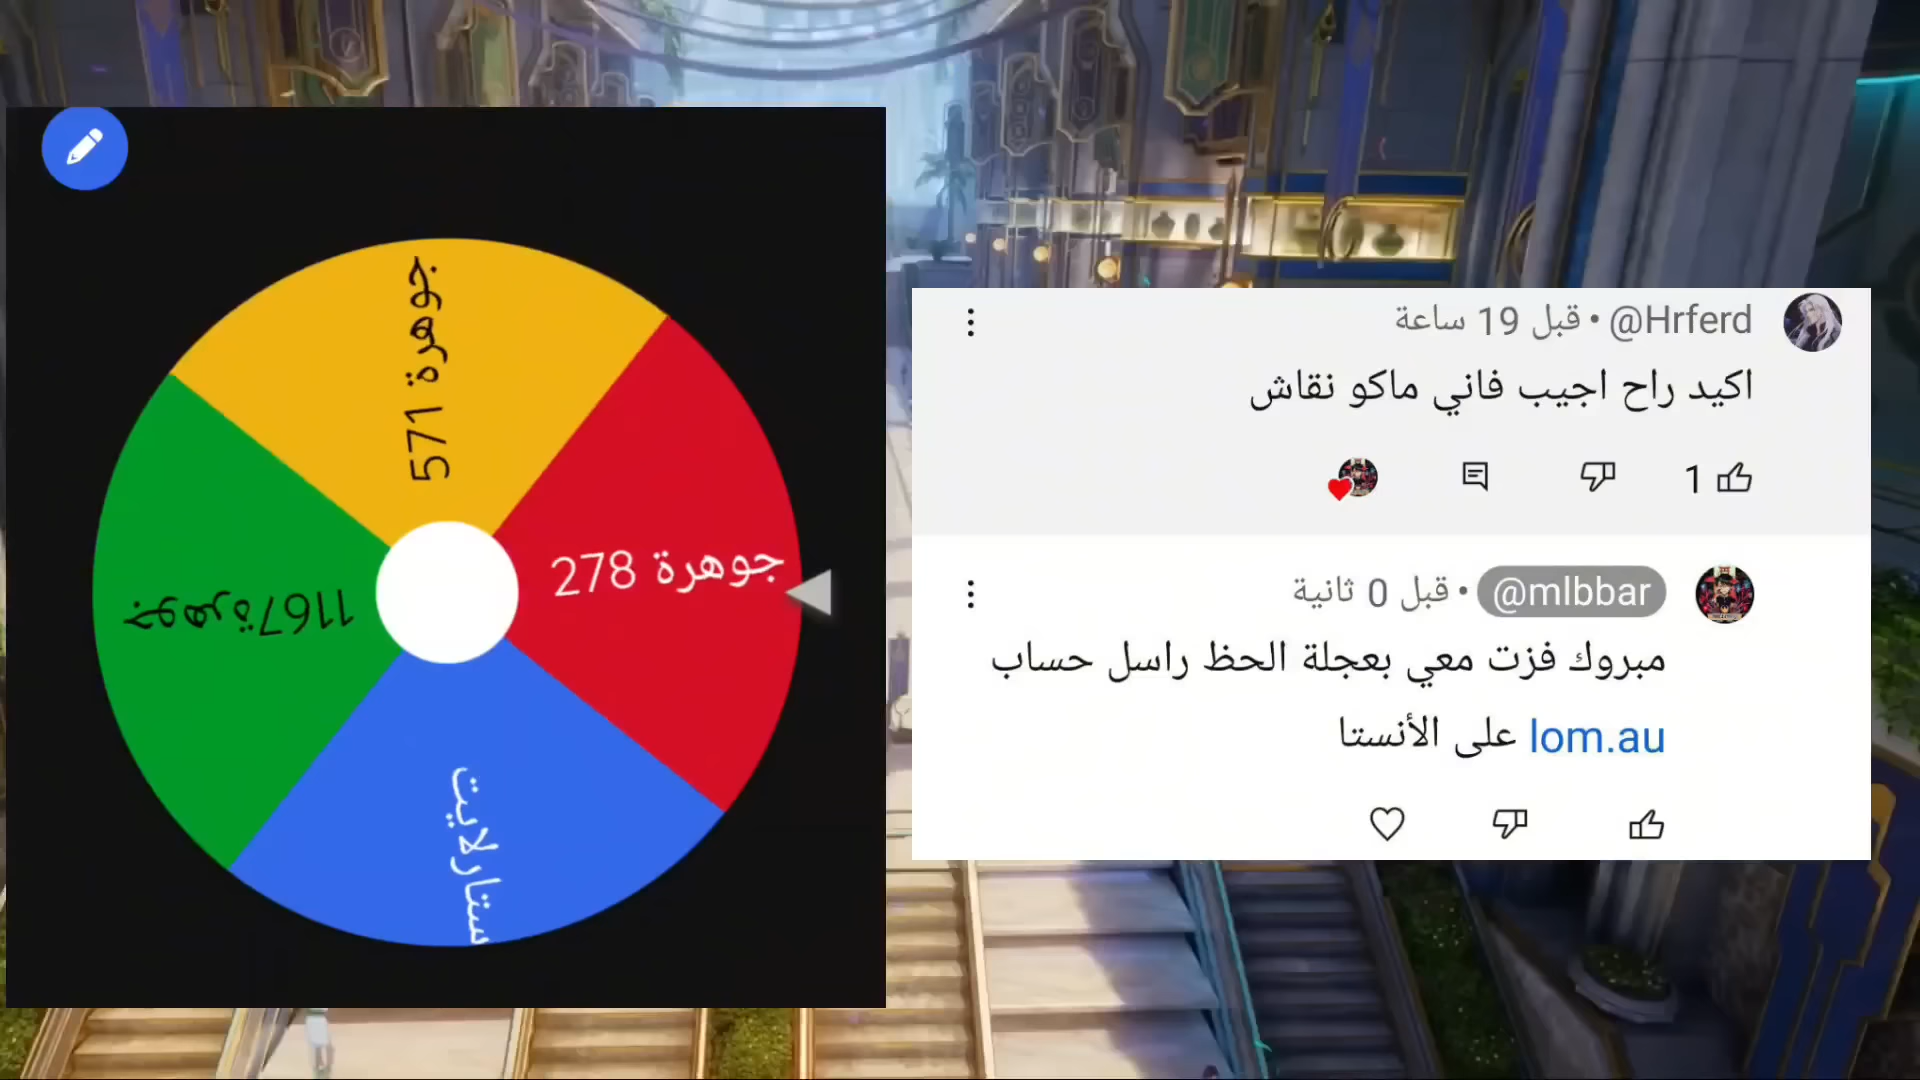 جوهرة 571
جوهرة 278
جوهرة 1167
ستارلايت
@Hrferd • قبل 19 ساعة
اكيد راح اجيب فاني ماكو نقاش
1
@mlbbar • قبل 0 ثانية
مبروك فزت معي بعجلة الحظ راسل حساب
lom.au على الأنستا